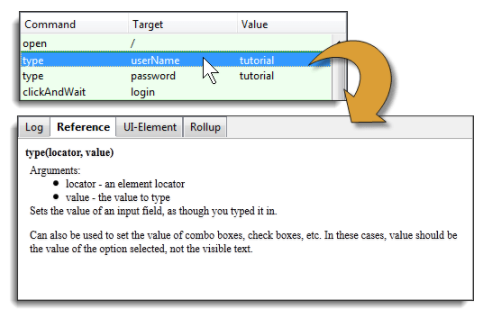 Command Target Value
open /
type userName tutorial
type password tutorial
clickAndWait login
Log Reference UI-Element Rollup
type(locator, value)
Arguments:
• locator - an element locator
• value - the value to type
Sets the value of an input field, as though you typed it in.
Can also be used to set the value of combo boxes, check boxes, etc. In these cases, value should be
the value of the option selected, not the visible text.